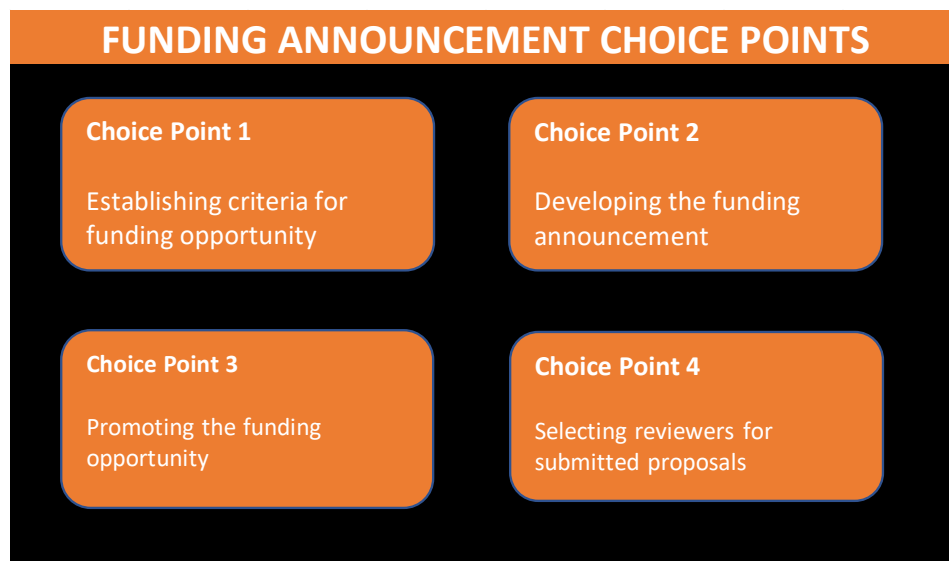 FUNDING ANNOUNCEMENT CHOICE POINTS
Choice Point 1
Establishing criteria for
funding opportunity
Choice Point 2
Developing the funding
announcement
Choice Point 3
Promoting the funding
opportunity
Choice Point 4
Selecting reviewers for
submitted proposals